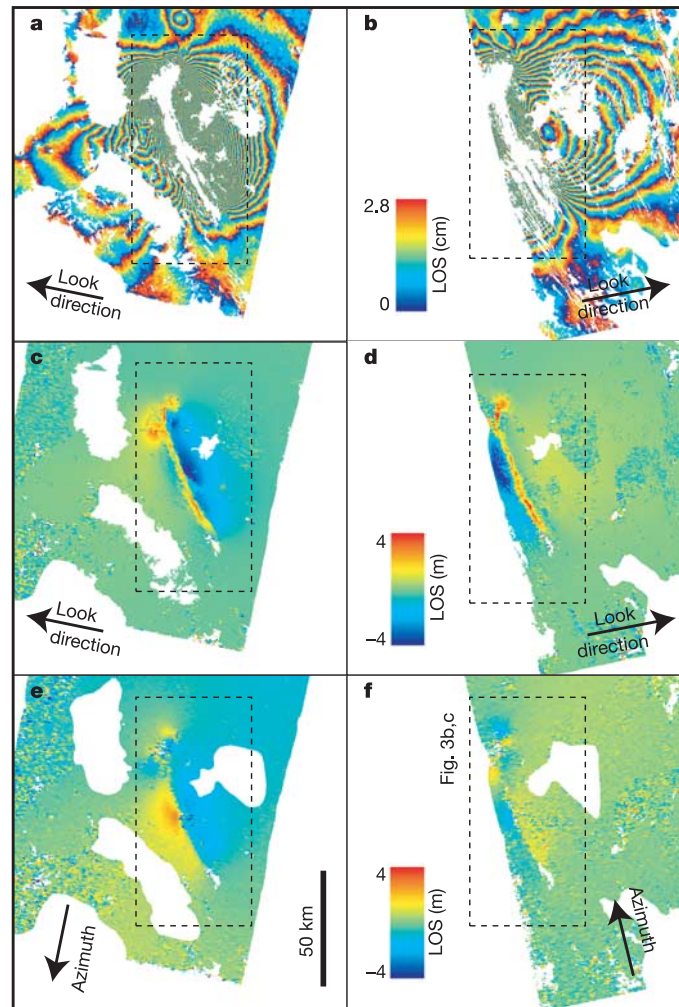 a
b
2.8
LOS (cm)
0
Look
direction
Look
direction
c
d
4
LOS (m)
–4
Look
direction
Look
direction
e
f
Fig. 3b,c
4
LOS (m)
–4
50 km
Azimuth
Azimuth